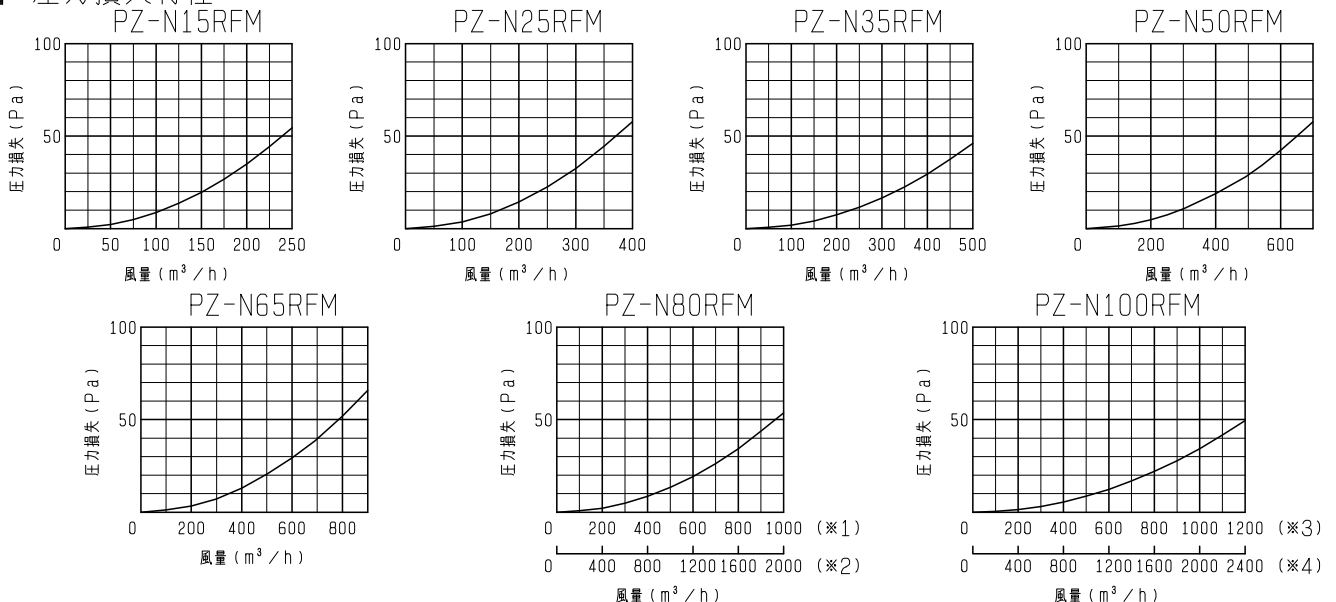 PZ-N15RFM PZ-N25RFM PZ-N35RFM PZ-N50RFM
100 100 100 100
圧力損失(Pa) 圧力損失(Pa) 圧力損失(Pa) 圧力損失(Pa)
50 50 50 50
0 50 100 150 200 250 0 100 200 300 400 0 100 200 300 400 500 0 200 400 600
風量(m³/h) 風量(m³/h) 風量(m³/h) 風量(m³/h)
PZ-N65RFM PZ-N80RFM PZ-N100RFM
100 100 100
圧力損失(Pa) 圧力損失(Pa) 圧力損失(Pa)
50 50 50
0 200 400 600 800 0 200 400 600 800 1000 (※1) 0 200 400 600 800 1000 1200 (※3)
風量(m³/h) 0 400 800 1200 1600 2000 (※2) 0 400 800 1200 1600 2000 2400 (※4)
風量(m³/h) 風量(m³/h)